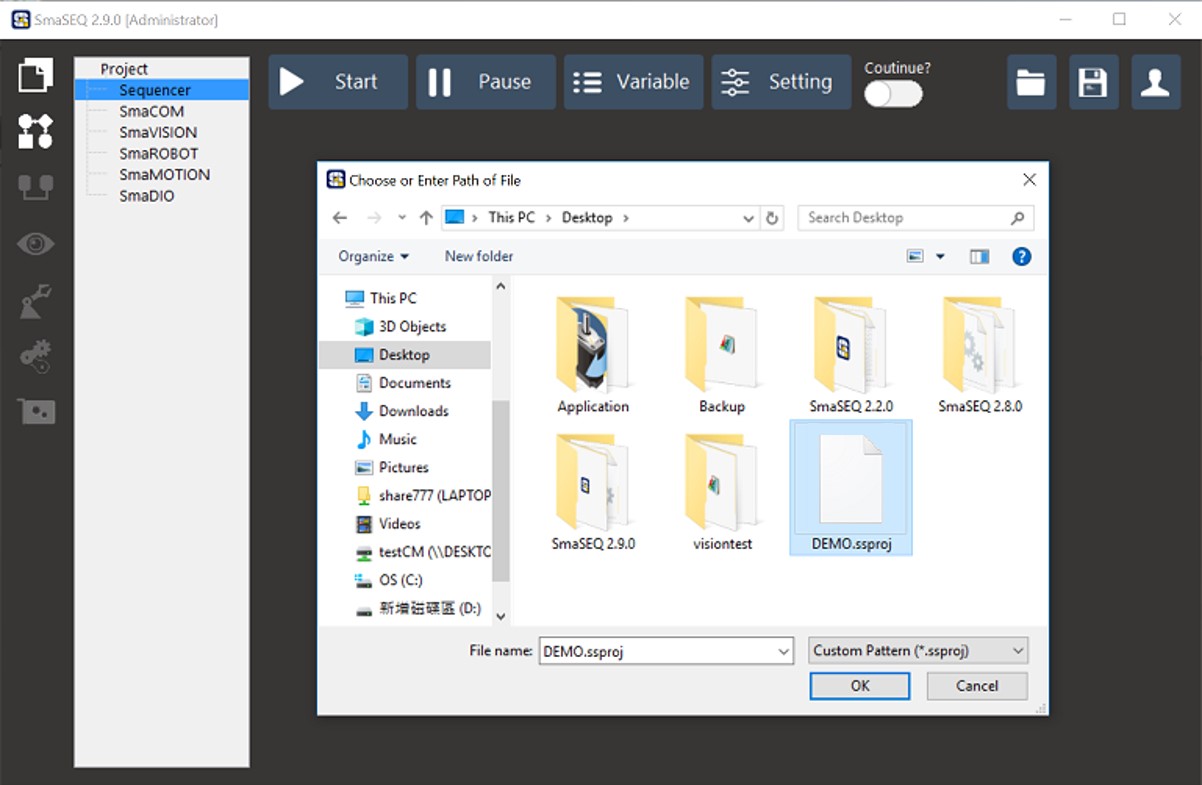 SmaSEQ 2.9.0 [Administrator]
Project
Sequencer
SmaCOM
SmaVISION
SmaROBOT
SmaMOTION
SmaDIO
Start
Pause
Variable
Setting
Coutinue?
Choose or Enter Path of File
This PC > Desktop >
Search Desktop
Organize
New folder
This PC
3D Objects
Desktop
Documents
Downloads
Music
Pictures
share777 (LAPTOP
Videos
testCM (\\DESKTC
OS (C:)
新增磁碟區 (D:)
Application
Backup
SmaSEQ 2.2.0
SmaSEQ 2.8.0
SmaSEQ 2.9.0
visiontest
DEMO.ssproj
File name:
DEMO.ssproj
Custom Pattern (*.ssproj)
OK
Cancel